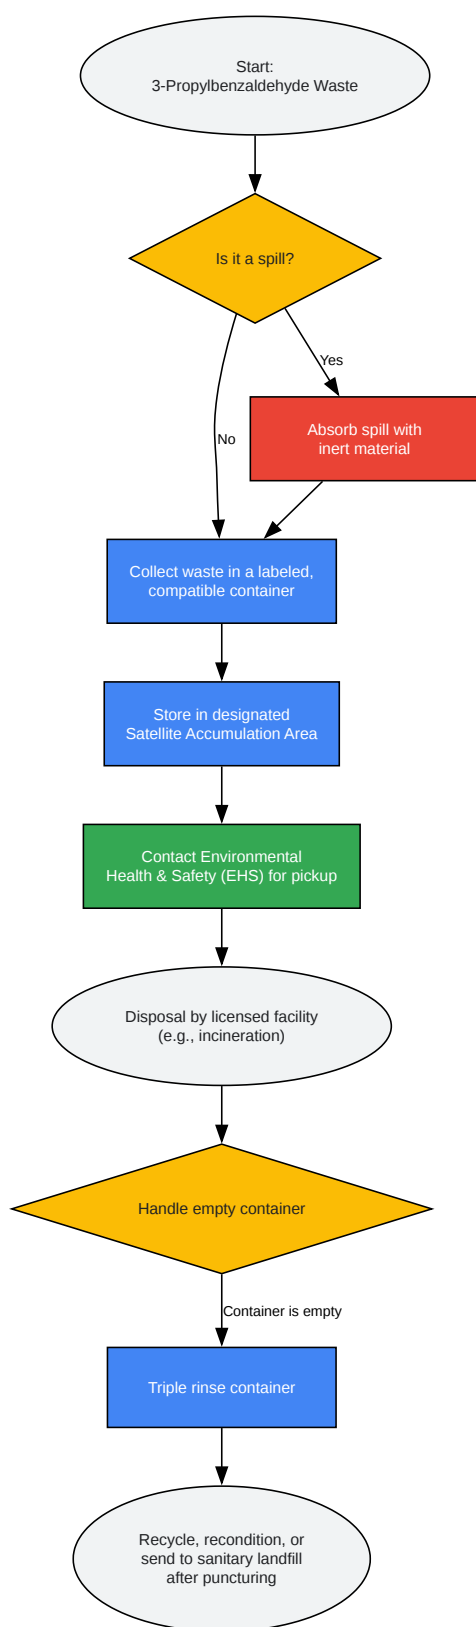 Start:
3-Propylbenzaldehyde Waste
Is it a spill?
Yes
Absorb spill with
inert material
No
Collect waste in a labeled,
compatible container
Store in designated
Satellite Accumulation Area
Contact Environmental
Health & Safety (EHS) for pickup
Disposal by licensed facility
(e.g., incineration)
Handle empty container
Container is empty
Triple rinse container
Recycle, recondition, or
send to sanitary landfill
after puncturing